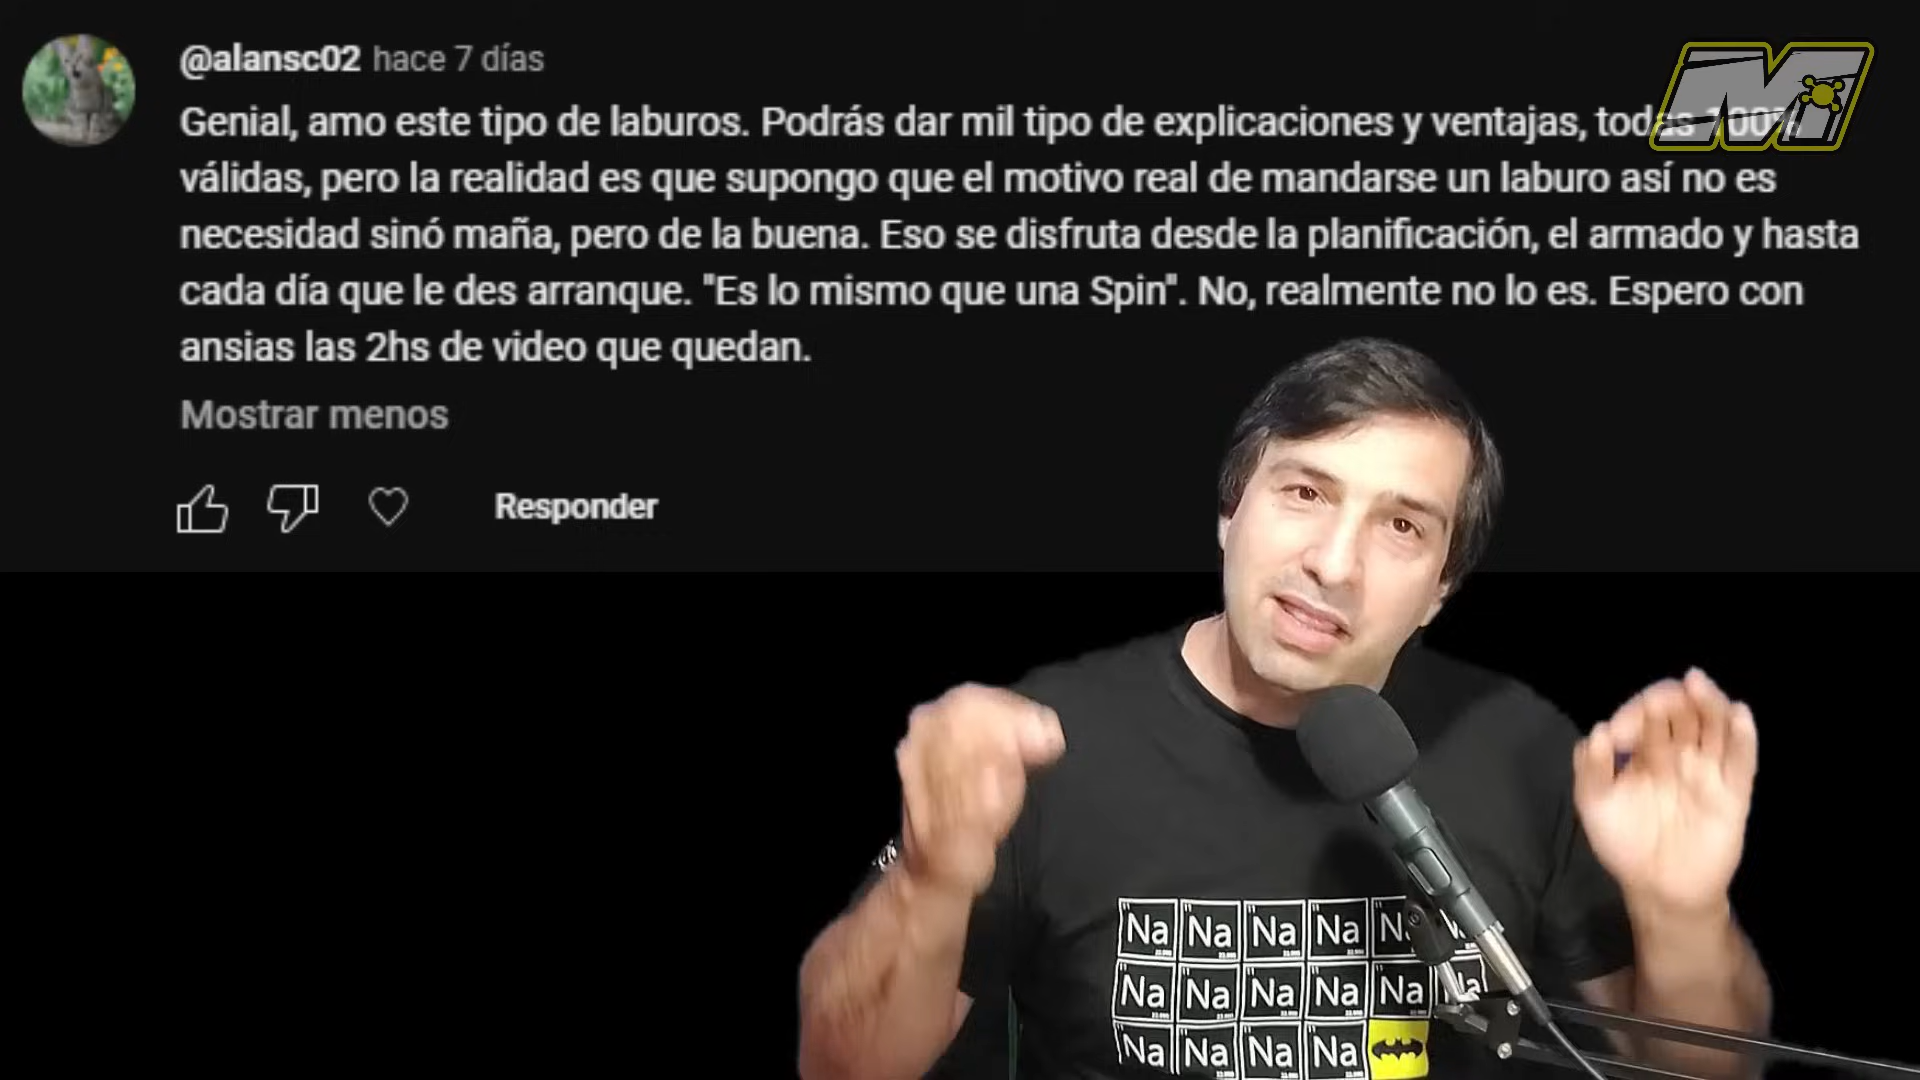 @alansc02 hace 7 días
Genial, amo este tipo de laburos. Podrás dar mil tipo de explicaciones y ventajas, todas 100%
válidas, pero la realidad es que supongo que el motivo real de mandarse un laburo así no es
necesidad sinó maña, pero de la buena. Eso se disfruta desde la planificación, el armado y hasta
cada día que le des arranque. "Es lo mismo que una Spin". No, realmente no lo es. Espero con
ansias las 2hs de video que quedan.
Mostrar menos
Responder
M
Na Na Na Na
Na Na Na Na Na Na
Na Na Na Na